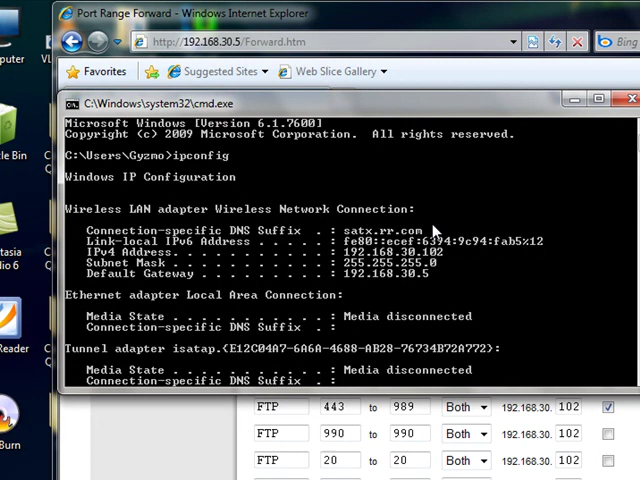 Port Range Forward - Windows Internet Explorer
http://192.168.30.5/Forward.htm
Bing
Favorites Suggested Sites Web Slice Gallery
C:\Windows\system32\cmd.exe
Microsoft Windows [Version 6.1.7600]
Copyright (c) 2009 Microsoft Corporation. All rights reserved.
C:\Users\Gyzmo>ipconfig
Windows IP Configuration
Wireless LAN adapter Wireless Network Connection:
Connection-specific DNS Suffix . : satx.rr.com
Link-local IPv6 Address . . . . . : fe80::ecef:6394:9c94:fab5%12
IPv4 Address. . . . . . . . . . . : 192.168.30.102
Subnet Mask . . . . . . . . . . . : 255.255.255.0
Default Gateway . . . . . . . . . : 192.168.30.5
Ethernet adapter Local Area Connection:
Media State . . . . . . . . . . . : Media disconnected
Connection-specific DNS Suffix . :
Tunnel adapter isatap.{E12C04A7-6A6A-4688-AB28-76734B72A772}:
Media State . . . . . . . . . . . : Media disconnected
Connection-specific DNS Suffix . :
FTP 443 to 989 Both 192.168.30. 102
FTP 990 to 990 Both 192.168.30. 102
FTP 20 to 20 Both 192.168.30. 102
puter
VL
cle Bin
Q
tasia
io 6
Ca
Reader
Q
Burn